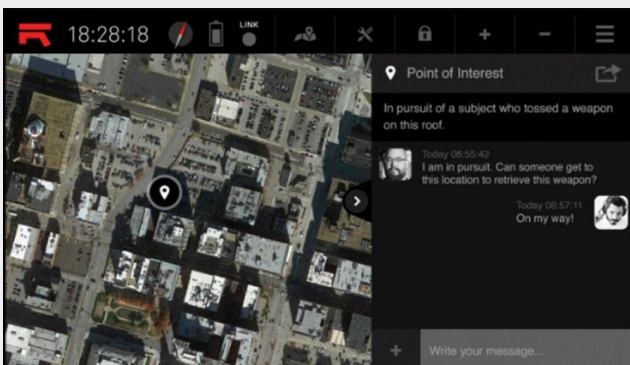 18:28:18
LINK
Point of Interest
In pursuit of a subject who tossed a weapon
on this roof.
Today 08:55:42
I am in pursuit. Can someone get to
this location to retrieve this weapon?
Today 08:57:11
On my way!
Write your message...